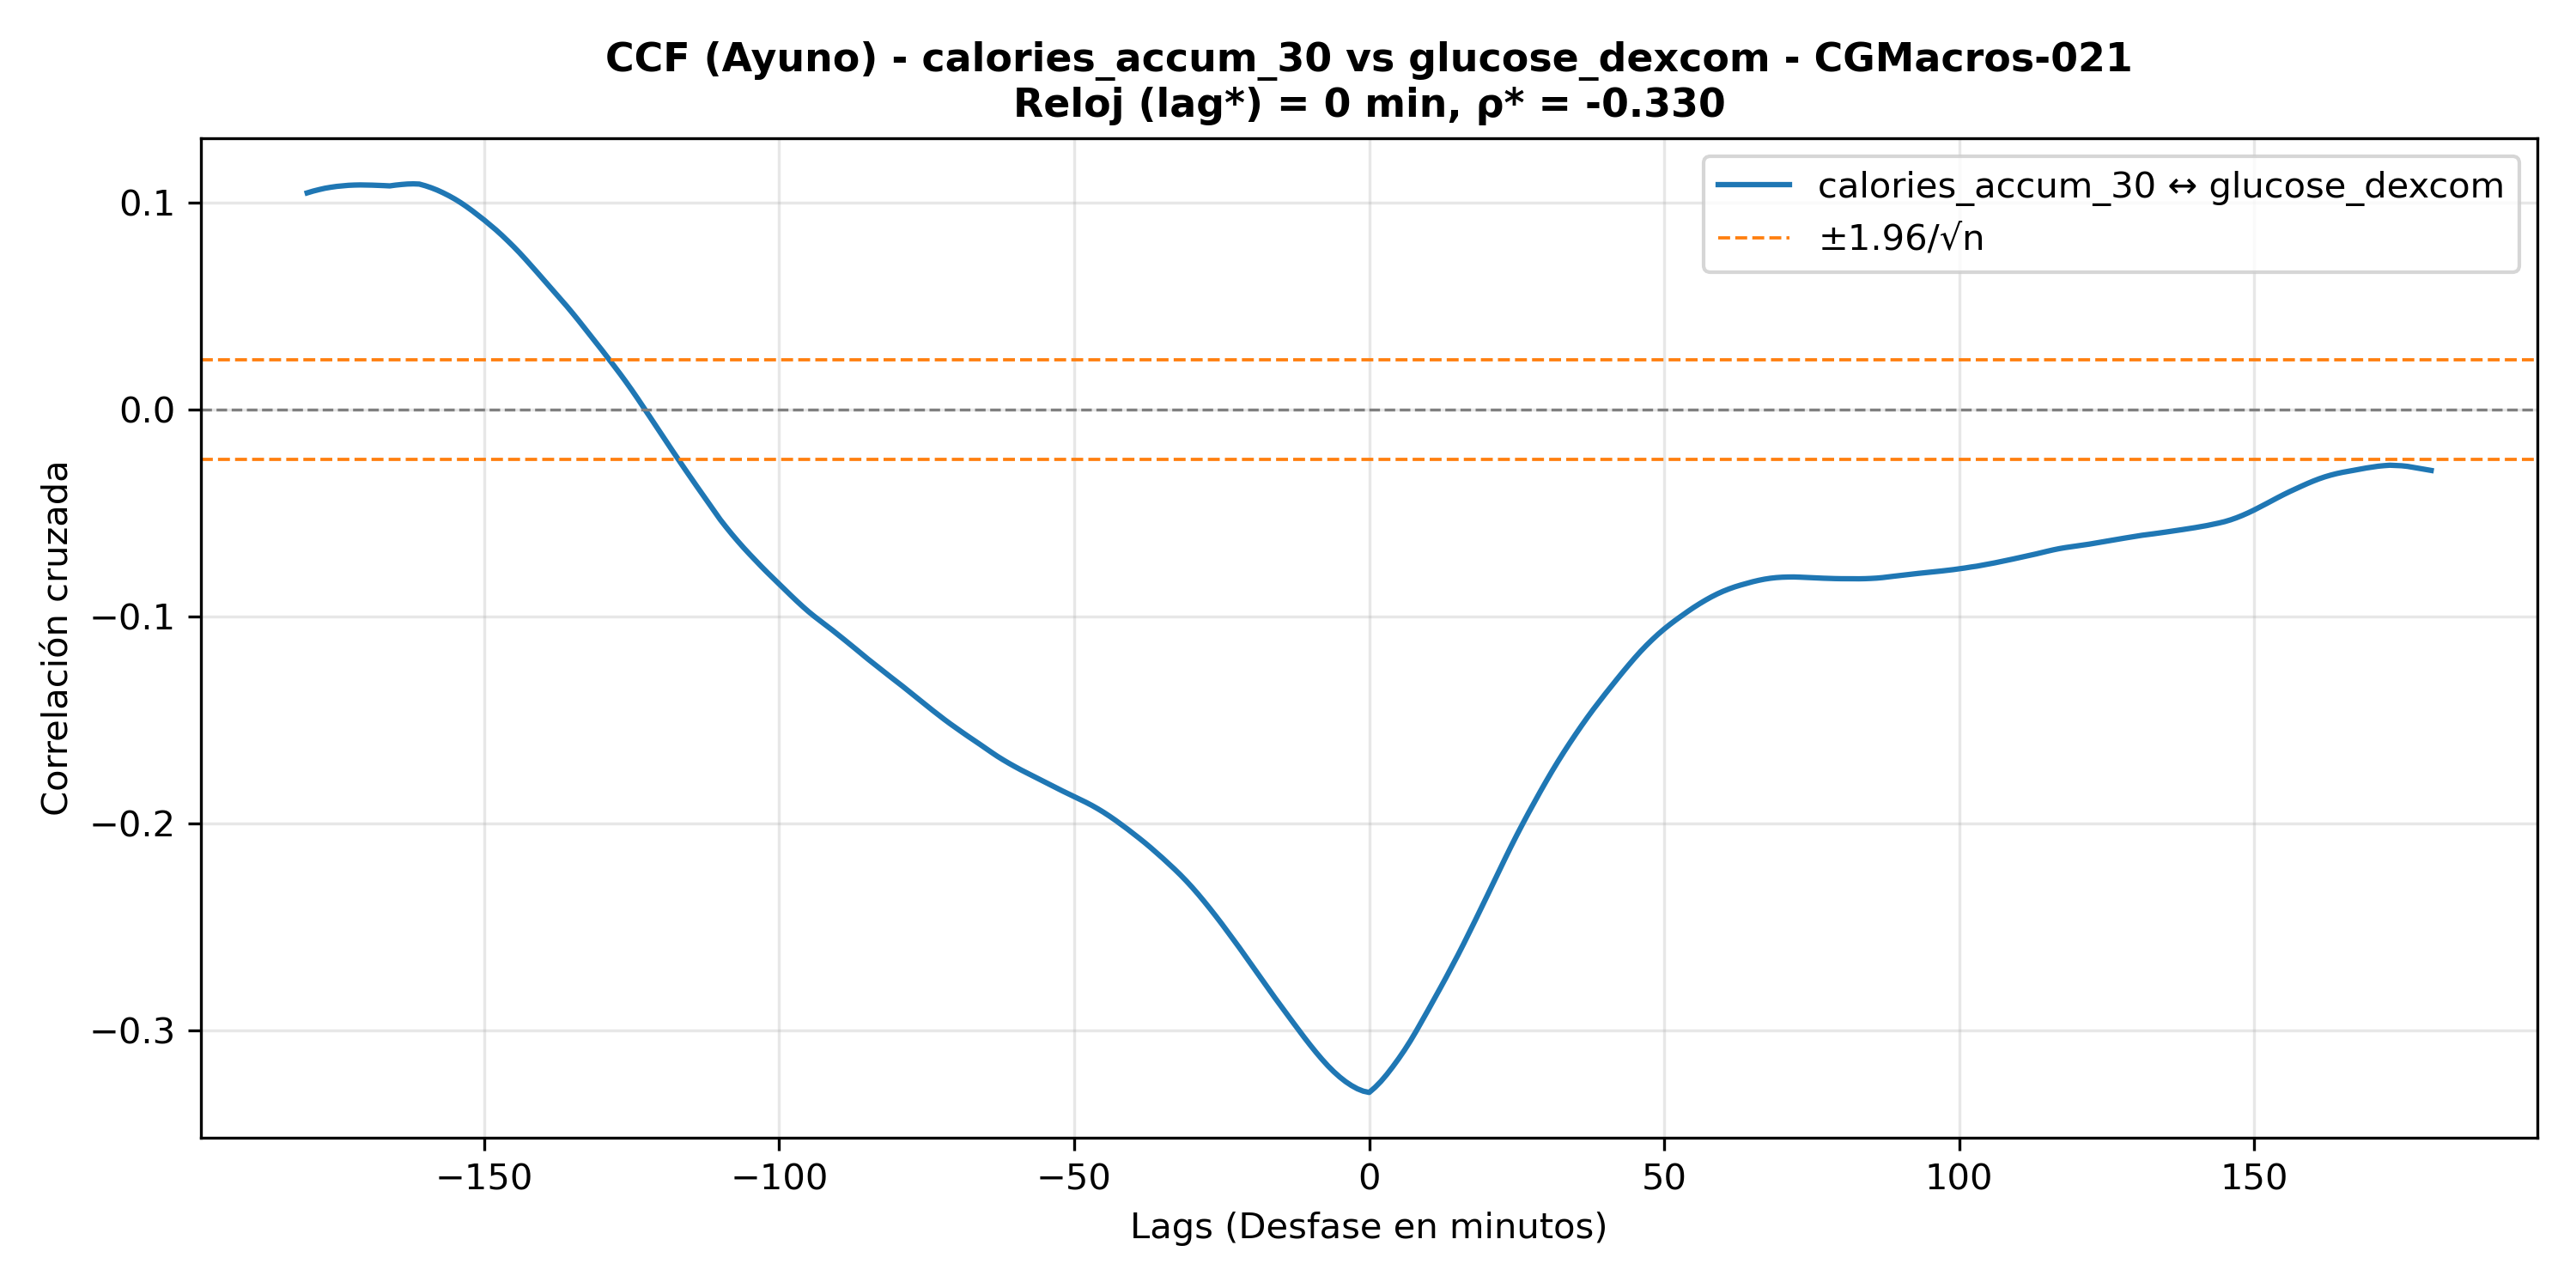 CCF (Ayuno) - calories_accum_30 vs glucose_dexcom - CGMacros-021
Reloj (lag*) = 0 min, ρ* = -0.330
calories_accum_30 ↔ glucose_dexcom
±1.96/√n
Correlación cruzada
0.1
0.0
−0.1
−0.2
−0.3
−150
−100
−50
0
50
100
150
Lags (Desfase en minutos)